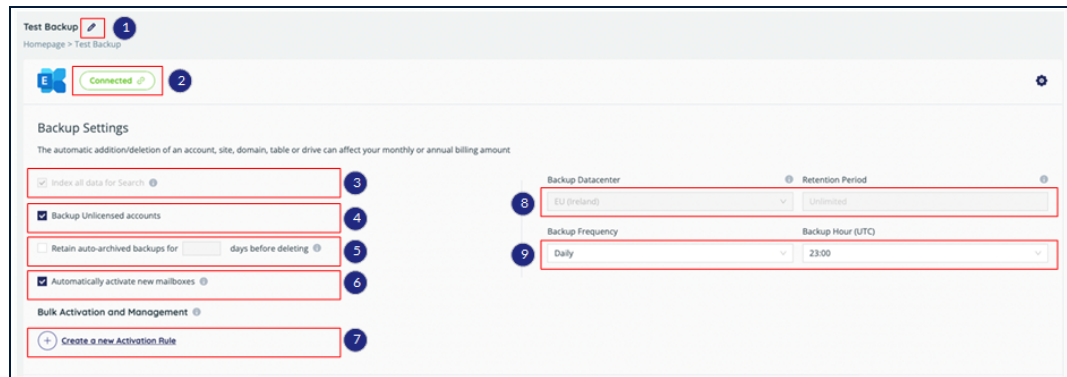 Test Backup 1
Homepage > Test Backup
E Connected 2
Backup Settings
The automatic addition/deletion of an account, site, domain, table or drive can affect your monthly or annual billing amount
Index all data for Search 3
Backup Unlicensed accounts 4
Retain auto-archived backups for days before deleting 5
Automatically activate new mailboxes 6
Bulk Activation and Management
Create a new Activation Rule 7
Backup Datacenter Retention Period
8 EU (Ireland) Unlimited
Backup Frequency Backup Hour (UTC)
9 Daily 23:00